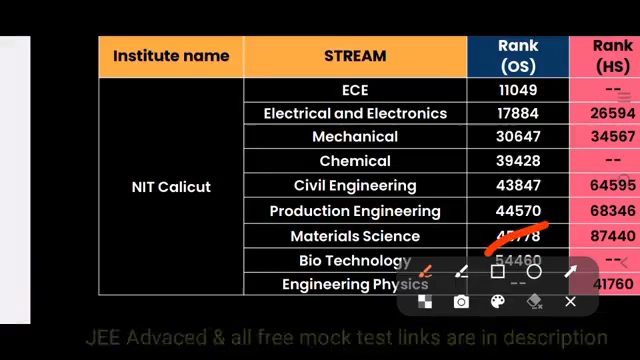 Institute name STREAM Rank (OS) Rank (HS)
NIT Calicut
ECE 11049 --
Electrical and Electronics 17884 26594
Mechanical 30647 34567
Chemical 39428 --
Civil Engineering 43847 64595
Production Engineering 44570 68346
Materials Science 45778 87440
Bio Technology 54460 --
Engineering Physics -- 41760
JEE Advaced & all free mock test links are in description